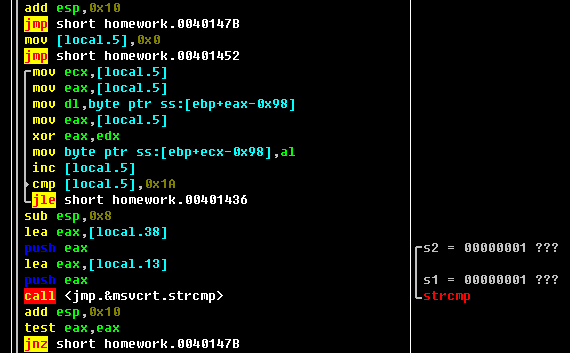 add esp,0x10
jmp short homework.0040147B
mov [local.5],0x0
jmp short homework.00401452
mov ecx,[local.5]
mov eax,[local.5]
mov dl,byte ptr ss:[ebp+eax-0x98]
mov eax,[local.5]
xor eax,edx
mov byte ptr ss:[ebp+ecx-0x98],al
inc [local.5]
cmp [local.5],0x1A
jle short homework.00401436
sub esp,0x8
lea eax,[local.38]
push eax s2 = 00000001 ???
lea eax,[local.13]
push eax s1 = 00000001 ???
call <jmp.&msvcrt.strcmp> strcmp
add esp,0x10
test eax,eax
jnz short homework.0040147B